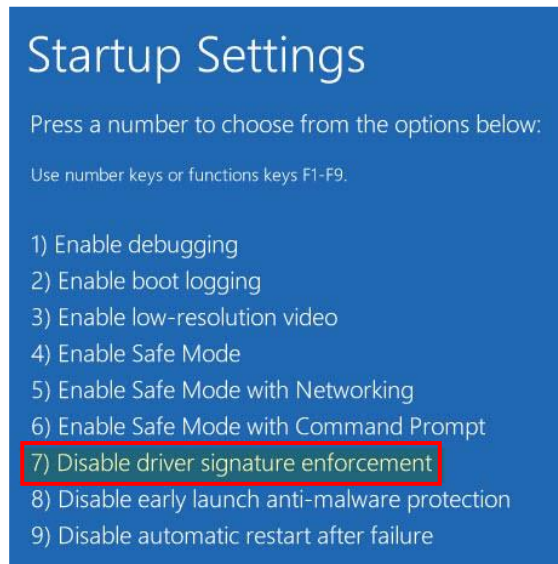 Startup Settings
Press a number to choose from the options below:
Use number keys or functions keys F1-F9.
1) Enable debugging
2) Enable boot logging
3) Enable low-resolution video
4) Enable Safe Mode
5) Enable Safe Mode with Networking
6) Enable Safe Mode with Command Prompt
7) Disable driver signature enforcement
8) Disable early launch anti-malware protection
9) Disable automatic restart after failure